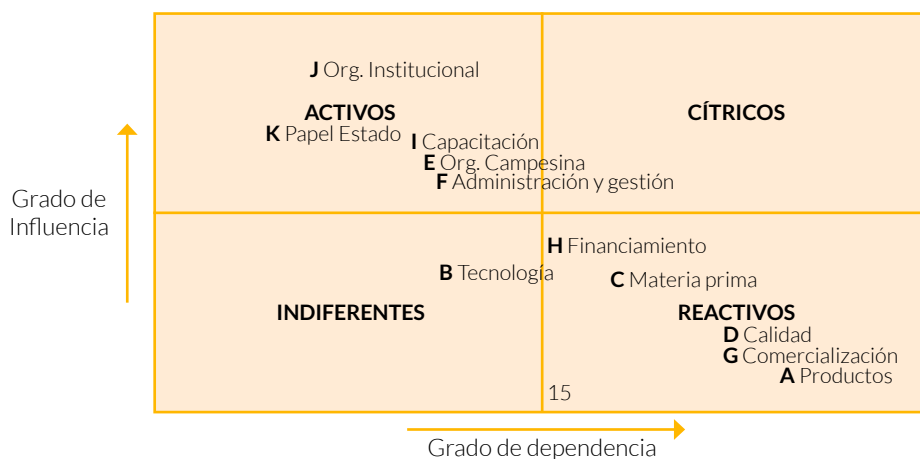 J Org. Institucional
ACTIVOS
CÍTRICOS
K Papel Estado
I Capacitación
E Org. Campesina
F Administración y gestión
Grado de
Influencia
H Financiamiento
B Tecnología
C Materia prima
INDIFERENTES
REACTIVOS
D Calidad
G Comercialización
A Productos
15
Grado de dependencia